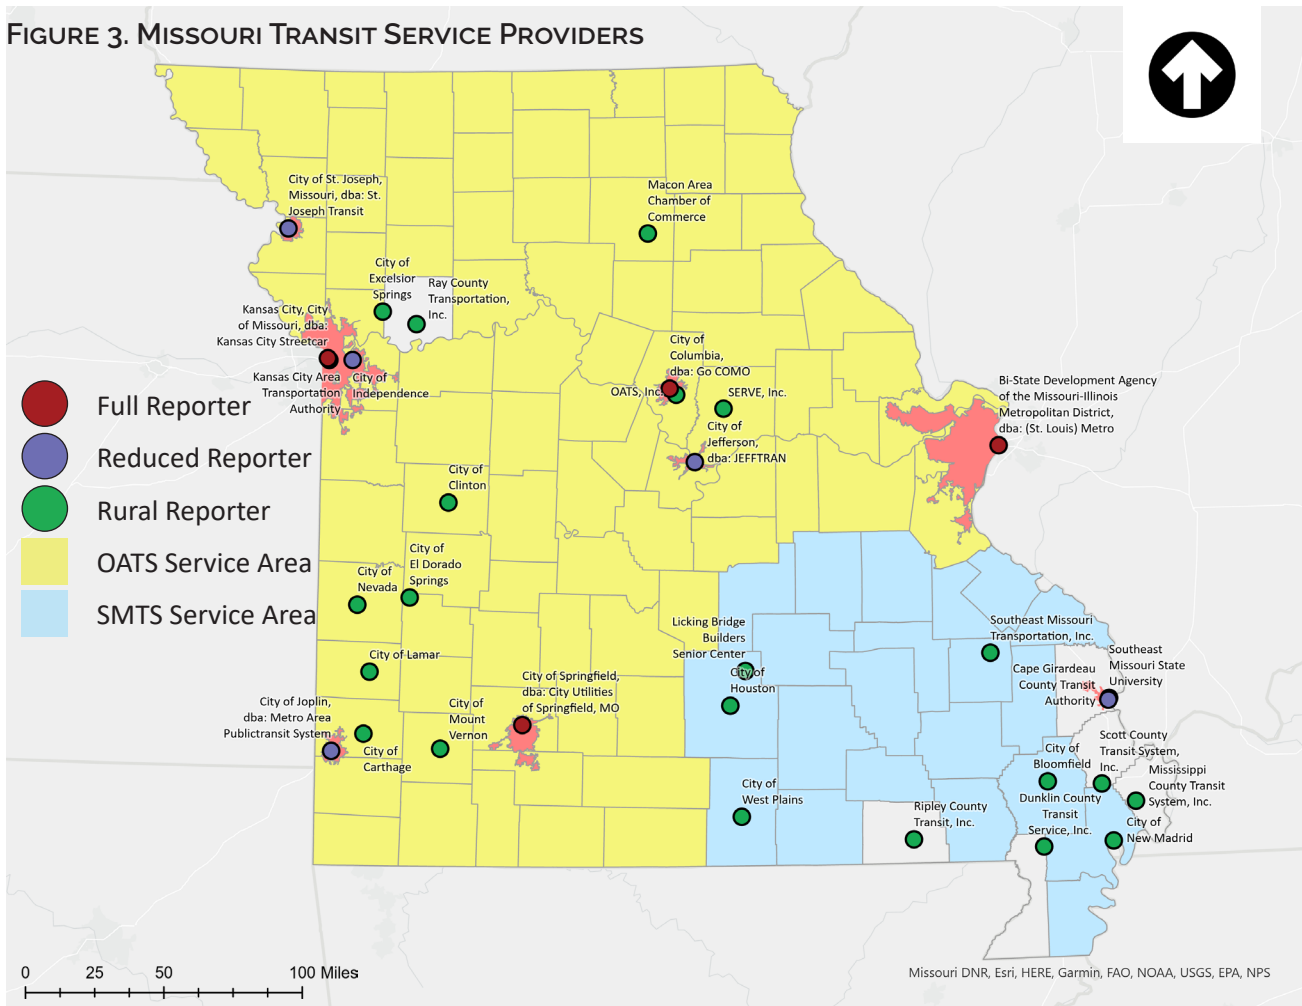 FIGURE 3. MISSOURI TRANSIT SERVICE PROVIDERS
City of St. Joseph,
Missouri, dba: St.
Joseph Transit
Macon Area
Chamber of
Commerce
City of
Excelsior
Springs
Ray County
Transportation,
Inc.
Kansas City, City
of Missouri, dba:
Kansas City Streetcar
Kansas City Area
Transportation
Authority
City of
Independence
City of
Columbia,
dba: Go COMO
OATS, Inc.
SERVE, Inc.
City of
Jefferson,
dba: JEFFTRAN
Bi-State Development Agency
of the Missouri-Illinois
Metropolitan District,
dba: (St. Louis) Metro
Full Reporter
Reduced Reporter
Rural Reporter
OATS Service Area
SMTS Service Area
City of
Clinton
City of
El Dorado
Springs
City of
Nevada
City of Lamar
City of Joplin,
dba: Metro Area
Publictransit System
City of
Carthage
City of
Mount
Vernon
City of Springfield,
dba: City Utilities
of Springfield, MO
Licking Bridge
Builders
Senior Center
City of
Houston
City of
West Plains
Southeast Missouri
Transportation, Inc.
Southeast
Missouri State
University
Cape Girardeau
County Transit
Authority
Scott County
Transit System,
Inc.
City of
Bloomfield
Mississippi
County Transit
System, Inc.
Dunklin County
Transit
Service, Inc.
City of
New Madrid
Ripley County
Transit, Inc.
0 25 50 100 Miles
Missouri DNR, Esri, HERE, Garmin, FAO, NOAA, USGS, EPA, NPS